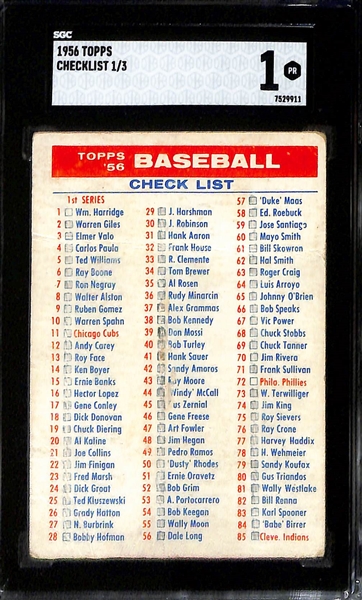 SGC
1956 TOPPS
CHECKLIST 1/3
1
PR
7529911
TOPPS '56 BASEBALL
CHECK LIST
1st SERIES
1 Wm. Harridge
2 Warren Giles
3 Elmer Valo
4 Carlos Paula
5 Ted Williams
6 Ray Boone
7 Ron Negray
8 Walter Alston
9 Ruben Gomez
10 Warren Spahn
11 Chicago Cubs
12 Andy Carey
13 Roy Face
14 Ken Boyer
15 Ernie Banks
16 Hector Lopez
17 Gene Conley
18 Dick Donovan
19 Chuck Diering
20 Al Kaline
21 Joe Collins
22 Jim Finigan
23 Fred Marsh
24 Dick Groat
25 Ted Kluszewski
26 Grady Hatton
27 N. Burbrink
28 Bobby Hofman
29 J. Harshman
30 J. Robinson
31 Hank Aaron
32 Frank House
33 R. Clemente
34 Tom Brewer
35 Al Rosen
36 Rudy Minarcin
37 Alex Grammas
38 Bob Kennedy
39 Don Mossi
40 Bob Turley
41 Hank Sauer
42 Sandy Amoros
43 Ray Moore
44 'Windy' McCall
45 Gus Zernial
46 Gene Freese
47 Art Fowler
48 Jim Hegan
49 Pedro Ramos
50 'Dusty' Rhodes
51 Ernie Oravetz
52 Bob Grim
53 A. Portocarrero
54 Bob Keegan
55 Wally Moon
56 Dale Long
57 'Duke' Maas
58 Ed. Roebuck
59 Jose Santiago
60 Mayo Smith
61 Bill Skowron
62 Hal Smith
63 Roger Craig
64 Luis Arroyo
65 Johnny O'Brien
66 Bob Speaks
67 Vic Power
68 Chuck Stobbs
69 Chuck Tanner
70 Jim Rivera
71 Frank Sullivan
72 Phila. Phillies
73 W. Terwilliger
74 Jim King
75 Ray Sievers
76 Ray Crone
77 Harvey Haddix
78 H. Wehmeier
79 Sandy Koufax
80 Gus Triandos
81 Wally Westlake
82 Bill Renna
83 Karl Spooner
84 'Babe' Birrer
85 Cleve. Indians